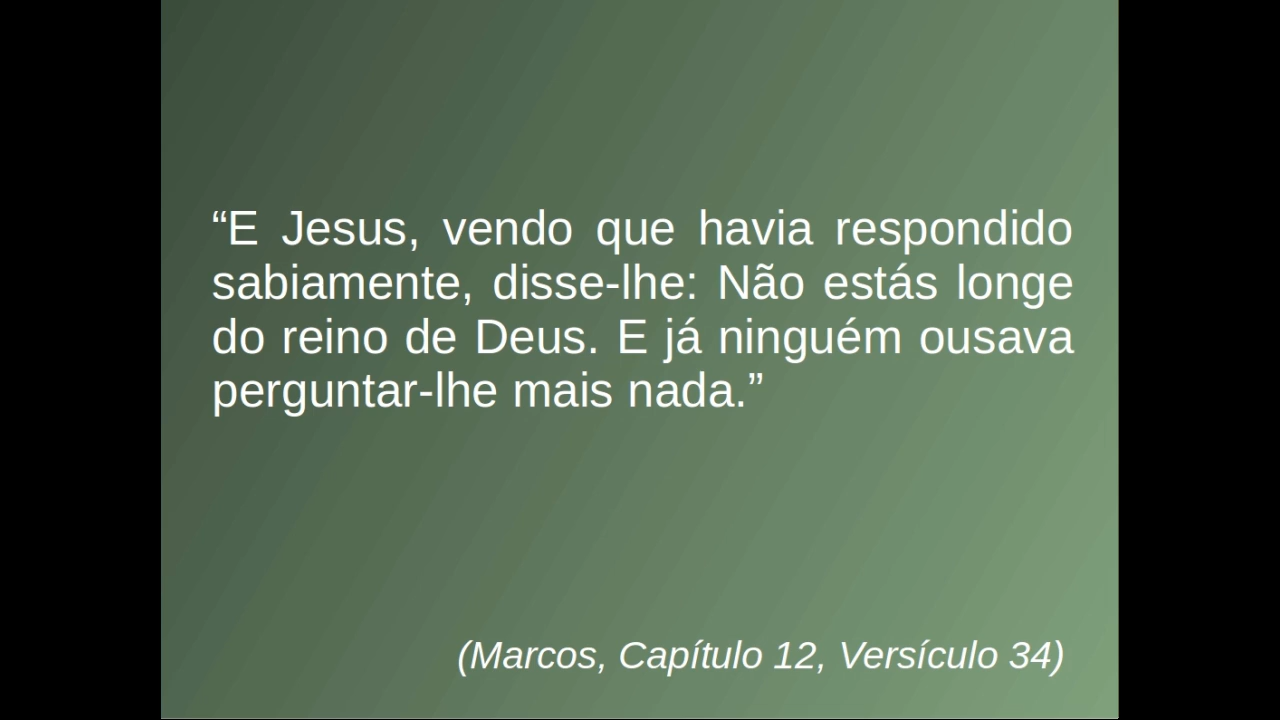 “E Jesus, vendo que havia respondido
sabiamente, disse-lhe: Não estás longe
do reino de Deus. E já ninguém ousava
perguntar-lhe mais nada.”
(Marcos, Capítulo 12, Versículo 34)